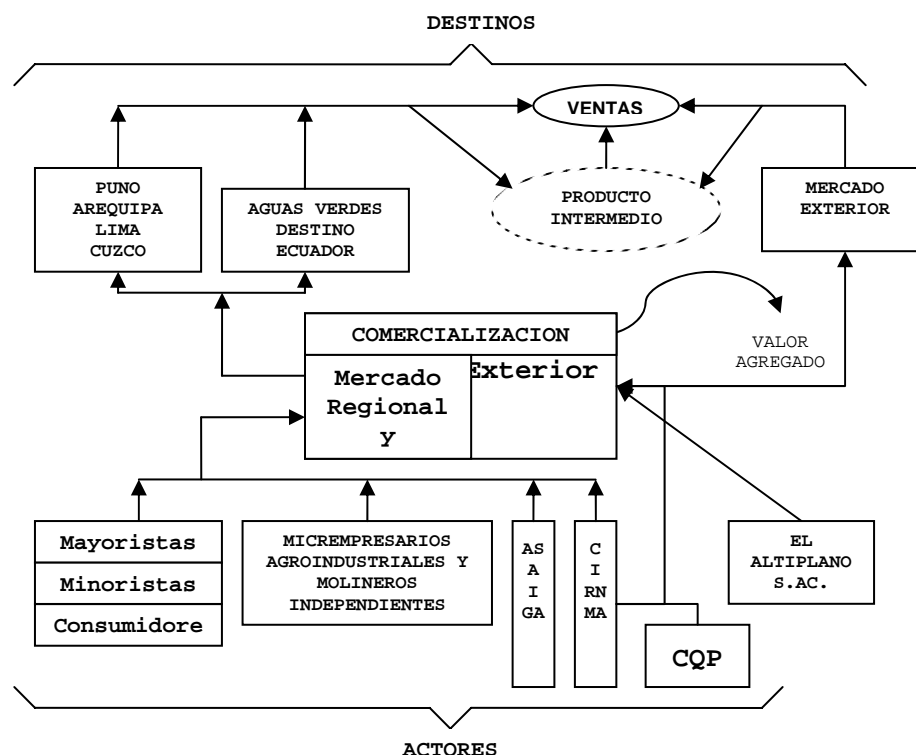 DESTINOS
VENTAS
PUNO
AREQUIPA
LIMA
CUZCO
AGUAS VERDES
DESTINO
ECUADOR
PRODUCTO
INTERMEDIO
MERCADO
EXTERIOR
COMERCIALIZACION
Mercado
Regional
y
Exterior
VALOR
AGREGADO
Mayoristas
Minoristas
Consumidore
MICREMPRESARIOS
AGROINDUSTRIALES Y
MOLINEROS
INDEPENDIENTES
AS
A
I
GA
C
I
RN
MA
EL
ALTIPLANO
S.AC.
CQP
ACTORES